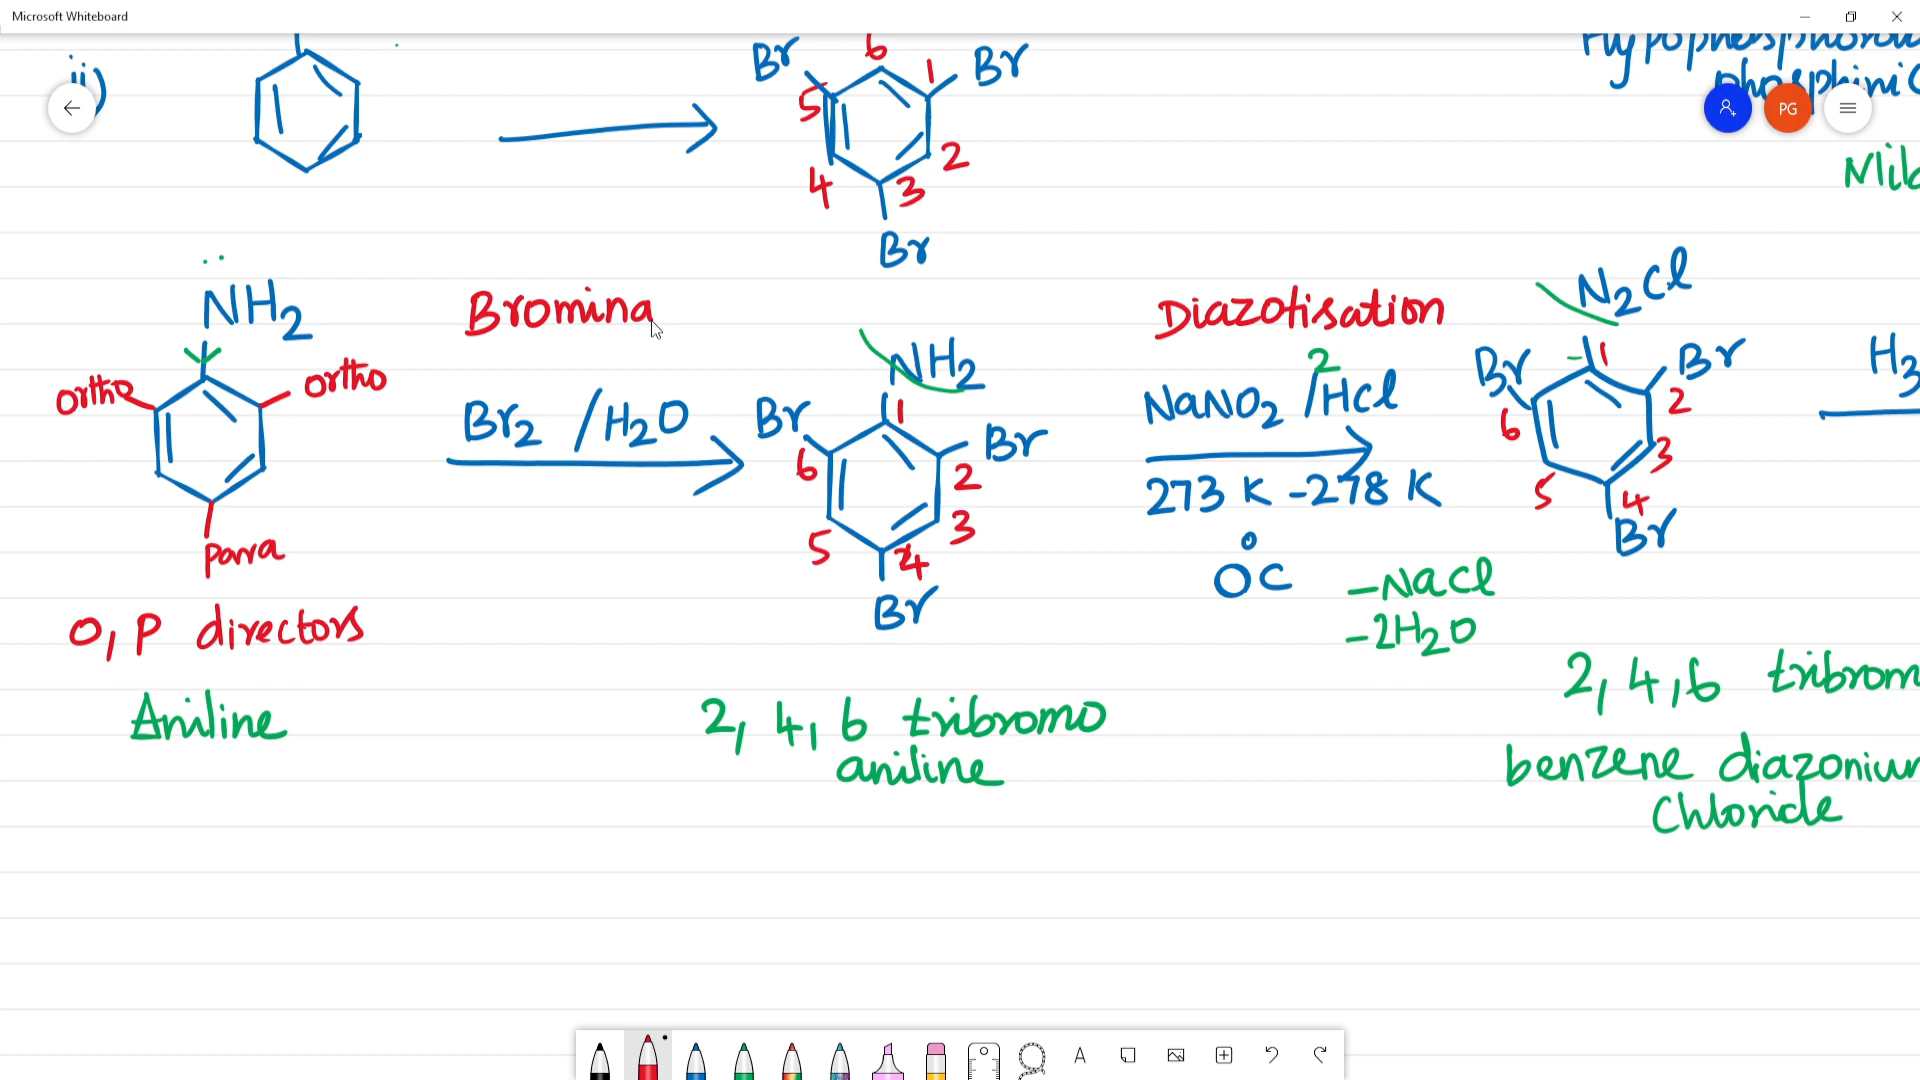 Microsoft Whiteboard
ii)
Br 6 1 Br
5
4 3 2
Br
PG
NH2
Ortho ortho
para
O, P directors
Aniline
Bromina
Br2 /H2O
NH2
Br 1 Br
6 2
5 4 3
Br
2, 4, 6 tribromo
aniline
Diazotisation
2
NaNO2 /HCl
273 K -278 K
0°C
-NaCl
-2H2O
N2Cl
Br 1 Br
6 2
5 4 3
Br
2, 4, 6 tribrom
benzene diazonium
Chloride
H3
A